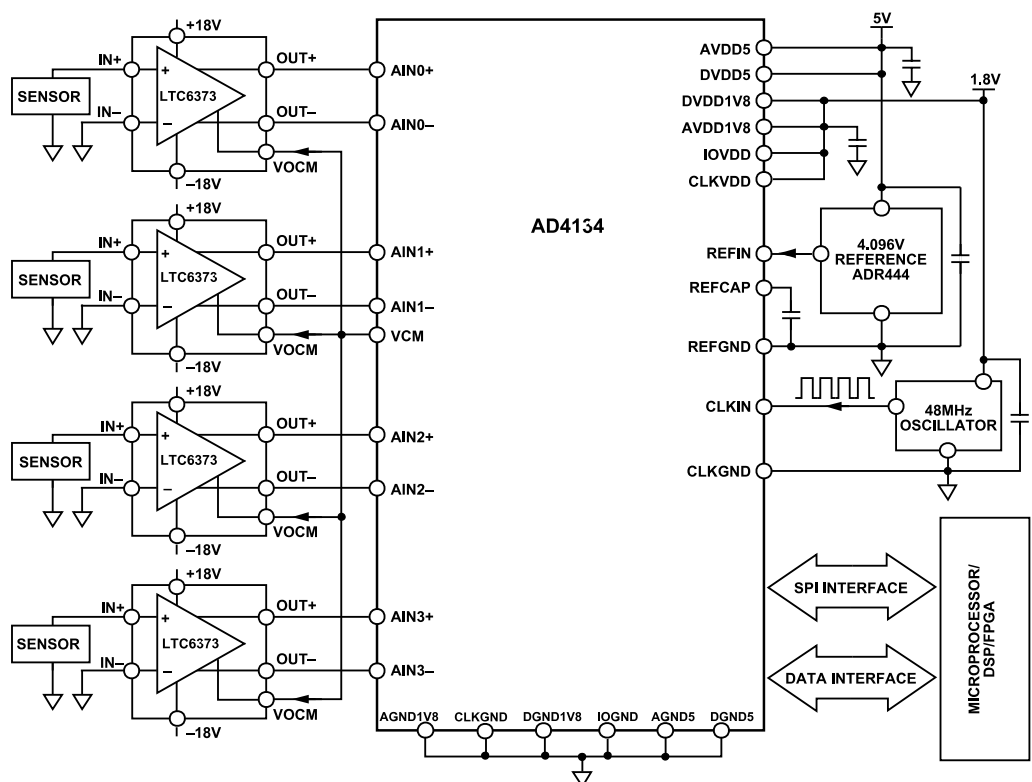 +18V
IN+
OUT+
SENSOR
+
LTC6373
–
AIN0+
IN–
OUT–
AIN0–
VOCM
–18V
+18V
IN+
OUT+
SENSOR
+
LTC6373
–
AIN1+
IN–
OUT–
AIN1–
VOCM
VCM
–18V
+18V
IN+
OUT+
SENSOR
+
LTC6373
–
AIN2+
IN–
OUT–
AIN2–
VOCM
–18V
+18V
IN+
OUT+
SENSOR
+
LTC6373
–
AIN3+
IN–
OUT–
AIN3–
VOCM
–18V
AD4134
5V
AVDD5
DVDD5
1.8V
DVDD1V8
AVDD1V8
IOVDD
CLKVDD
REFIN
4.096V
REFERENCE
ADR444
REFCAP
REFGND
CLKIN
48MHz
OSCILLATOR
CLKGND
SPI INTERFACE
DATA INTERFACE
MICROPROCESSOR/
DSP/FPGA
AGND1V8
CLKGND
DGND1V8
IOGND
AGND5
DGND5